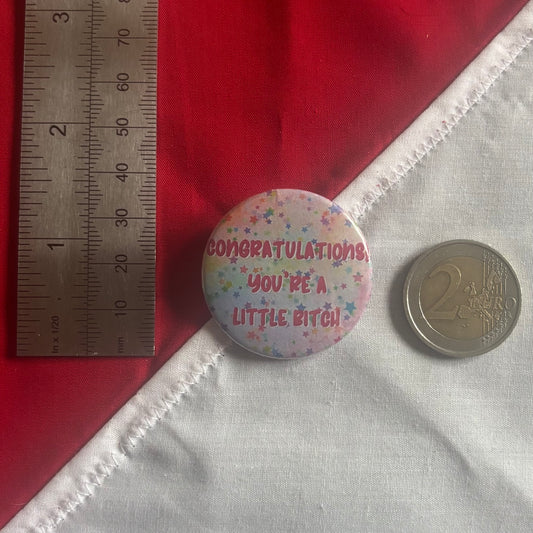 3
2
1
In x 1/20
8
70
60
50
40
30
20
10
mm
CONGRATULATIONS,
YOU'RE A
LITTLE BITCH
2 EURO